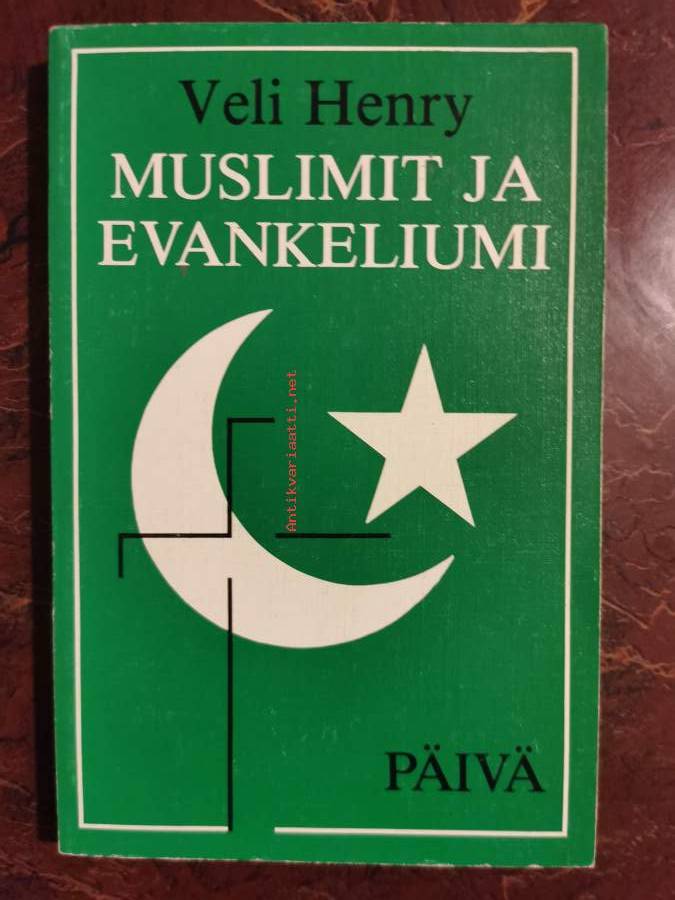 Veli Henry
MUSLIMIT JA
EVANKELIUMI
Antikvariaatti.net
PÄIVÄ